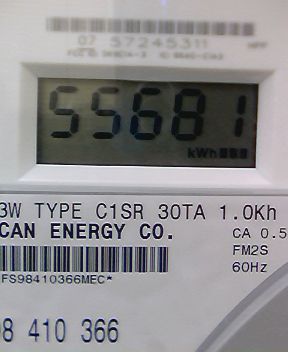 07 57245311
55681
kWh
3W TYPE C1SR 30TA 1.0Kh
CAN ENERGY CO.
CA 0.5
FM2S
60Hz
FS98410366MEC*
98 410 366